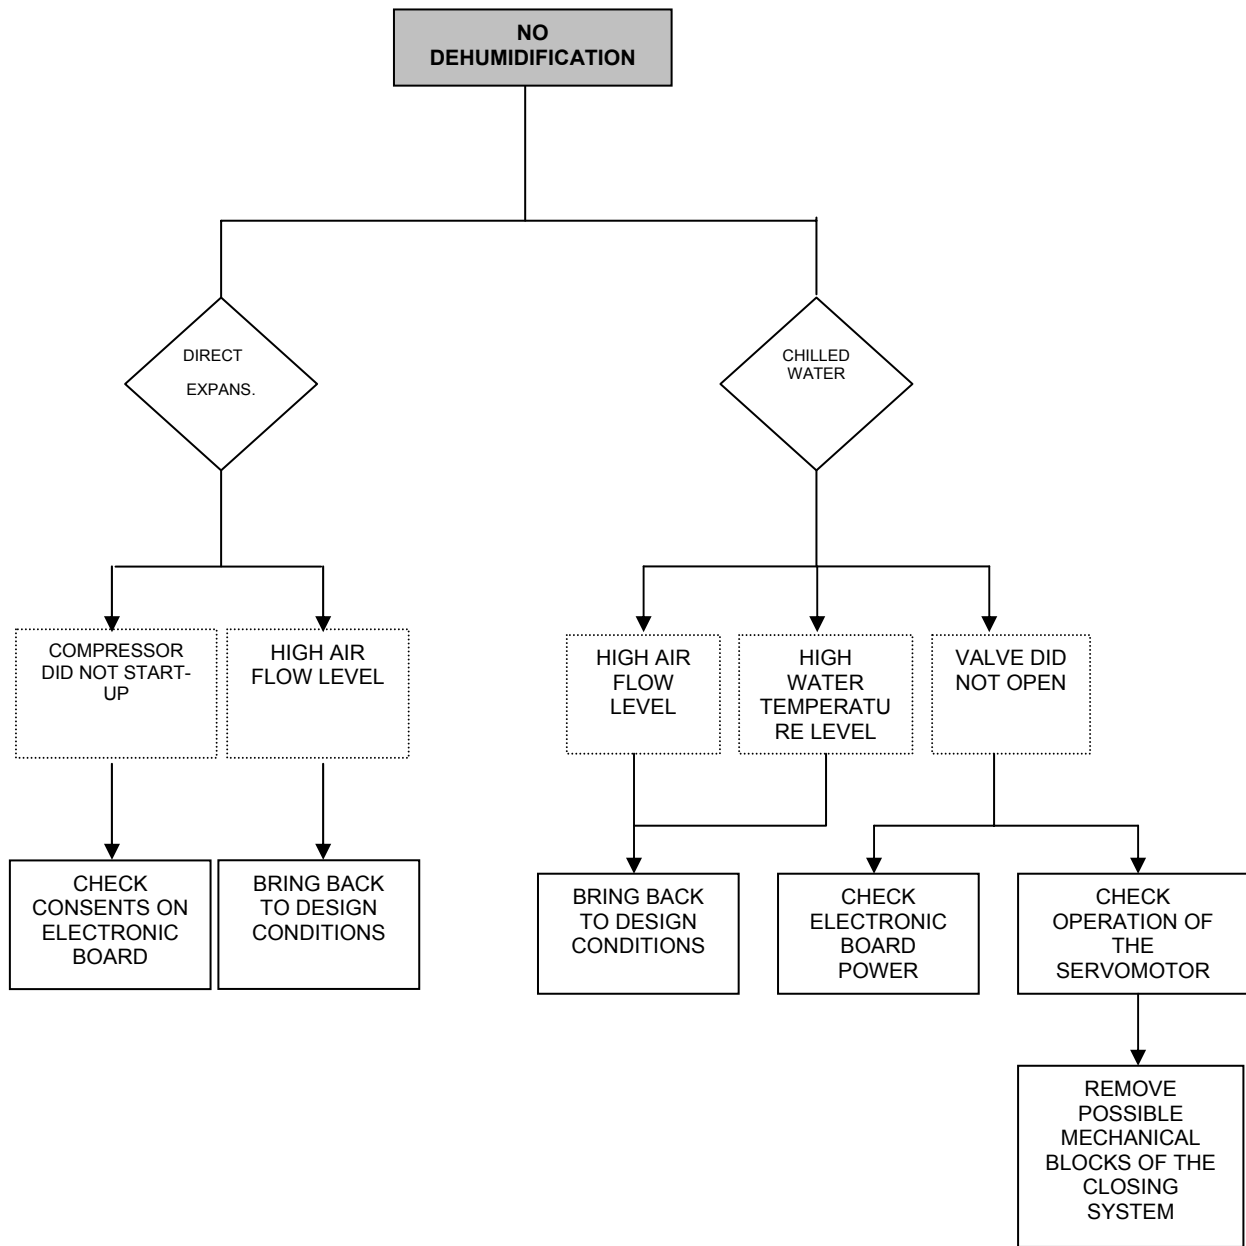 NO
DEHUMIDIFICATION
DIRECT
EXPANS.
CHILLED
WATER
COMPRESSOR
DID NOT START-
UP
HIGH AIR
FLOW LEVEL
HIGH AIR
FLOW
LEVEL
HIGH
WATER
TEMPERATU
RE LEVEL
VALVE DID
NOT OPEN
CHECK
CONSENTS ON
ELECTRONIC
BOARD
BRING BACK
TO DESIGN
CONDITIONS
BRING BACK
TO DESIGN
CONDITIONS
CHECK
ELECTRONIC
BOARD
POWER
CHECK
OPERATION OF
THE
SERVOMOTOR
REMOVE
POSSIBLE
MECHANICAL
BLOCKS OF THE
CLOSING
SYSTEM